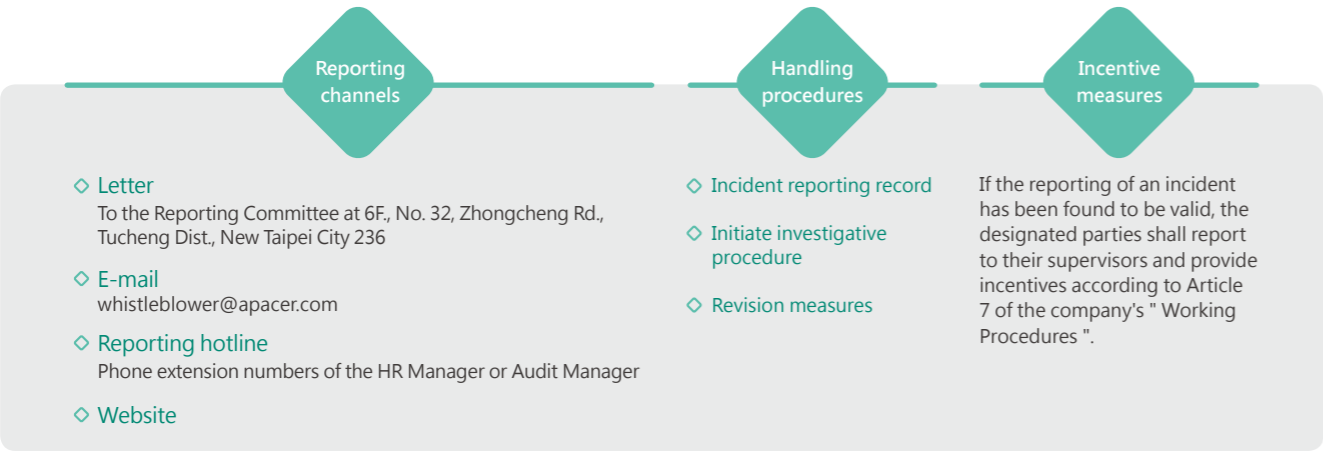 Reporting
channels
Letter
To the Reporting Committee at 6F., No. 32, Zhongcheng Rd.,
Tucheng Dist., New Taipei City 236
E-mail
whistleblower@apacer.com
Reporting hotline
Phone extension numbers of the HR Manager or Audit Manager
Website
Handling
procedures
Incident reporting record
Initiate investigative
procedure
Revision measures
Incentive
measures
If the reporting of an incident
has been found to be valid, the
designated parties shall report
to their supervisors and provide
incentives according to Article
7 of the company's " Working
Procedures ".